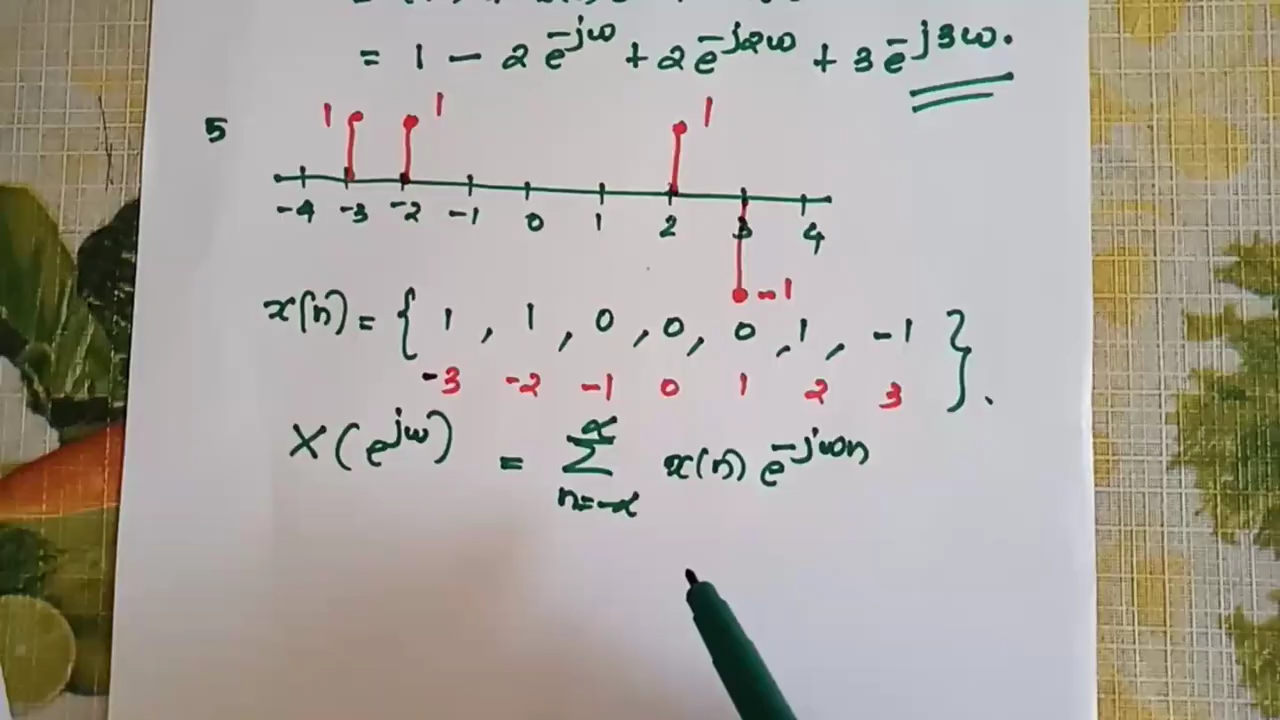 = 1 - 2 e^-jω + 2 e^-j2ω + 3 e^-j3ω.
5
1 1 1
-4 -3 -2 -1 0 1 2 3 4
-1
x(n) = { 1 , 1 , 0 , 0 , 0 , 1 , -1 }.
-3 -2 -1 0 1 2 3
X(e^jω) = Σ_{n=-∞}^{∞} x(n) e^-jωn